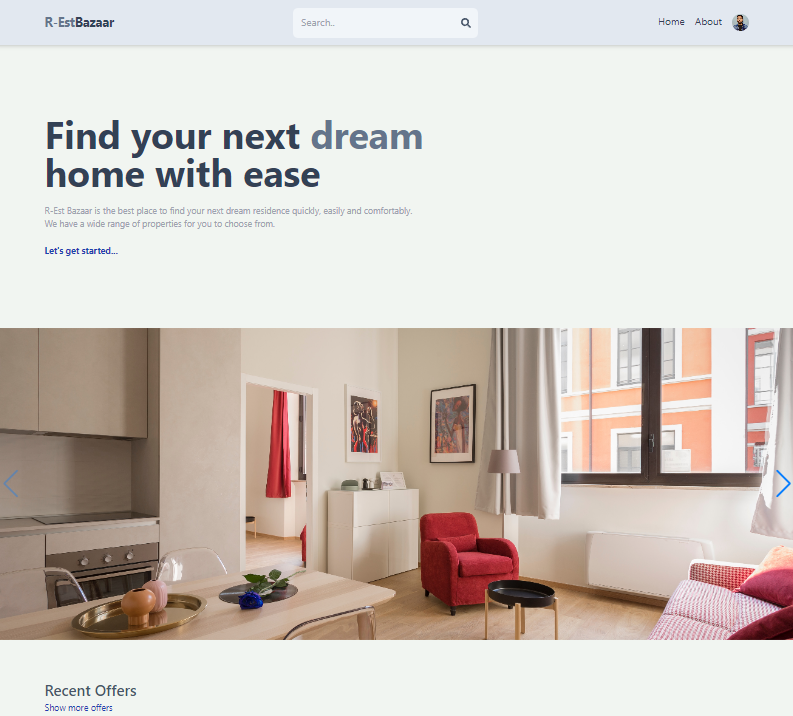 R-EstBazaar
Search..
Home
About
Find your next dream
home with ease
R-Est Bazaar is the best place to find your next dream residence quickly, easily and comfortably.
We have a wide range of properties for you to choose from.
Let's get started...
Recent Offers
Show more offers